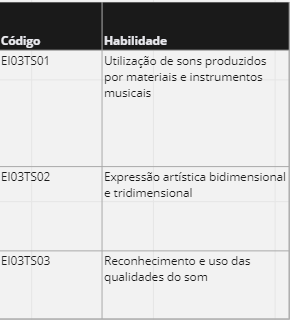 Código Habilidade
EI03TS01 Utilização de sons produzidos
por materiais e instrumentos
musicais
EI03TS02 Expressão artística bidimensional
e tridimensional
EI03TS03 Reconhecimento e uso das
qualidades do som